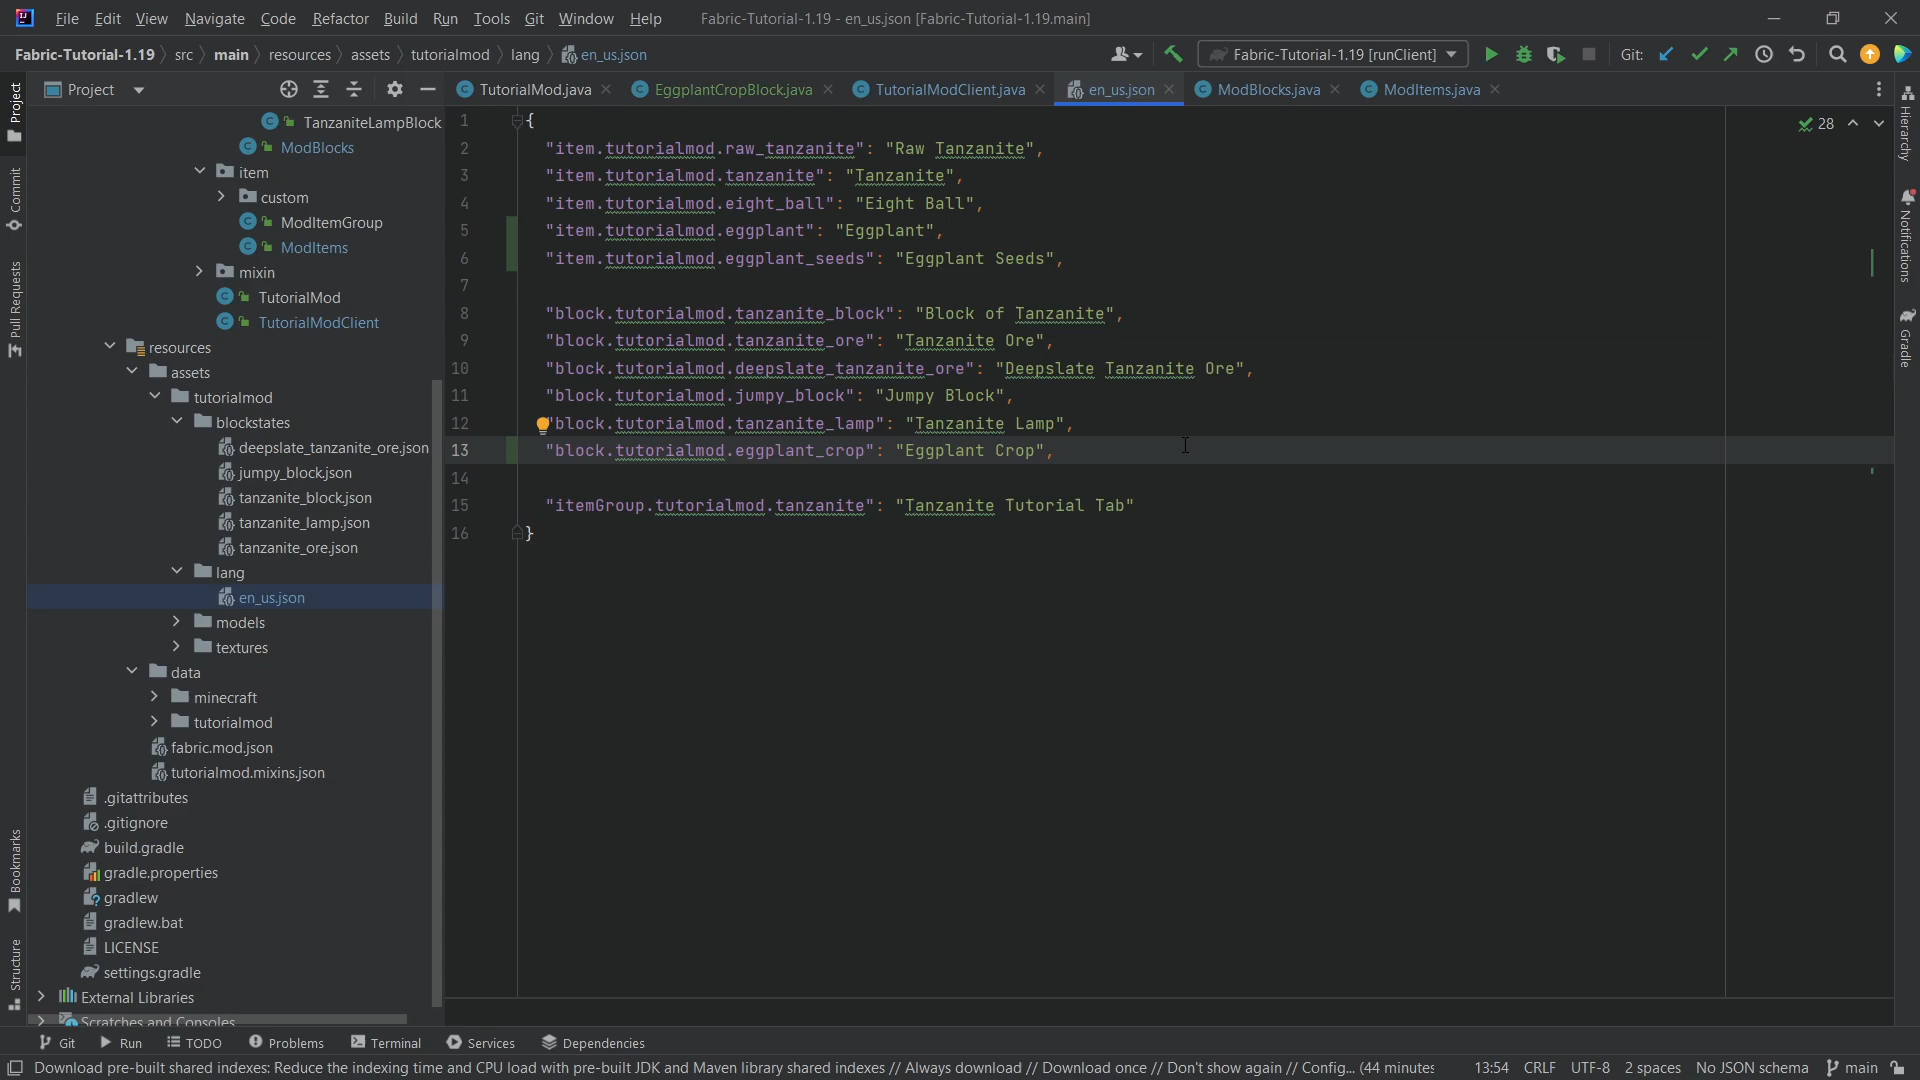 File Edit View Navigate Code Refactor Build Run Tools Git Window Help Fabric-Tutorial-1.19 - en_us.json [Fabric-Tutorial-1.19.main]
Fabric-Tutorial-1.19 src main resources assets tutorialmod lang en_us.json
Fabric-Tutorial-1.19 [runClient]
Git:
Project
TutorialMod.java
EggplantCropBlock.java
TutorialModClient.java
en_us.json
ModBlocks.java
ModItems.java
Project
Commit
Pull Requests
Bookmarks
Structure
TanzaniteLampBlock
ModBlocks
item
custom
ModItemGroup
ModItems
mixin
TutorialMod
TutorialModClient
resources
assets
tutorialmod
blockstates
deepslate_tanzanite_ore.json
jumpy_block.json
tanzanite_block.json
tanzanite_lamp.json
tanzanite_ore.json
lang
en_us.json
models
textures
data
minecraft
tutorialmod
fabric.mod.json
tutorialmod.mixins.json
.gitattributes
.gitignore
build.gradle
gradle.properties
gradlew
gradlew.bat
LICENSE
settings.gradle
External Libraries
Scratches and Consoles
1 {
2 "item.tutorialmod.raw_tanzanite": "Raw Tanzanite",
3 "item.tutorialmod.tanzanite": "Tanzanite",
4 "item.tutorialmod.eight_ball": "Eight Ball",
5 "item.tutorialmod.eggplant": "Eggplant",
6 "item.tutorialmod.eggplant_seeds": "Eggplant Seeds",
7
8 "block.tutorialmod.tanzanite_block": "Block of Tanzanite",
9 "block.tutorialmod.tanzanite_ore": "Tanzanite Ore",
10 "block.tutorialmod.deepslate_tanzanite_ore": "Deepslate Tanzanite Ore",
11 "block.tutorialmod.jumpy_block": "Jumpy Block",
12 "block.tutorialmod.tanzanite_lamp": "Tanzanite Lamp",
13 "block.tutorialmod.eggplant_crop": "Eggplant Crop",
14
15 "itemGroup.tutorialmod.tanzanite": "Tanzanite Tutorial Tab"
16 }
28
Hierarchy
Notifications
Gradle
Git Run TODO Problems Terminal Services Dependencies
Download pre-built shared indexes: Reduce the indexing time and CPU load with pre-built JDK and Maven library shared indexes // Always download // Download once // Don't show again // Config... (44 minutes 13:54 CRLF UTF-8 2 spaces No JSON schema main